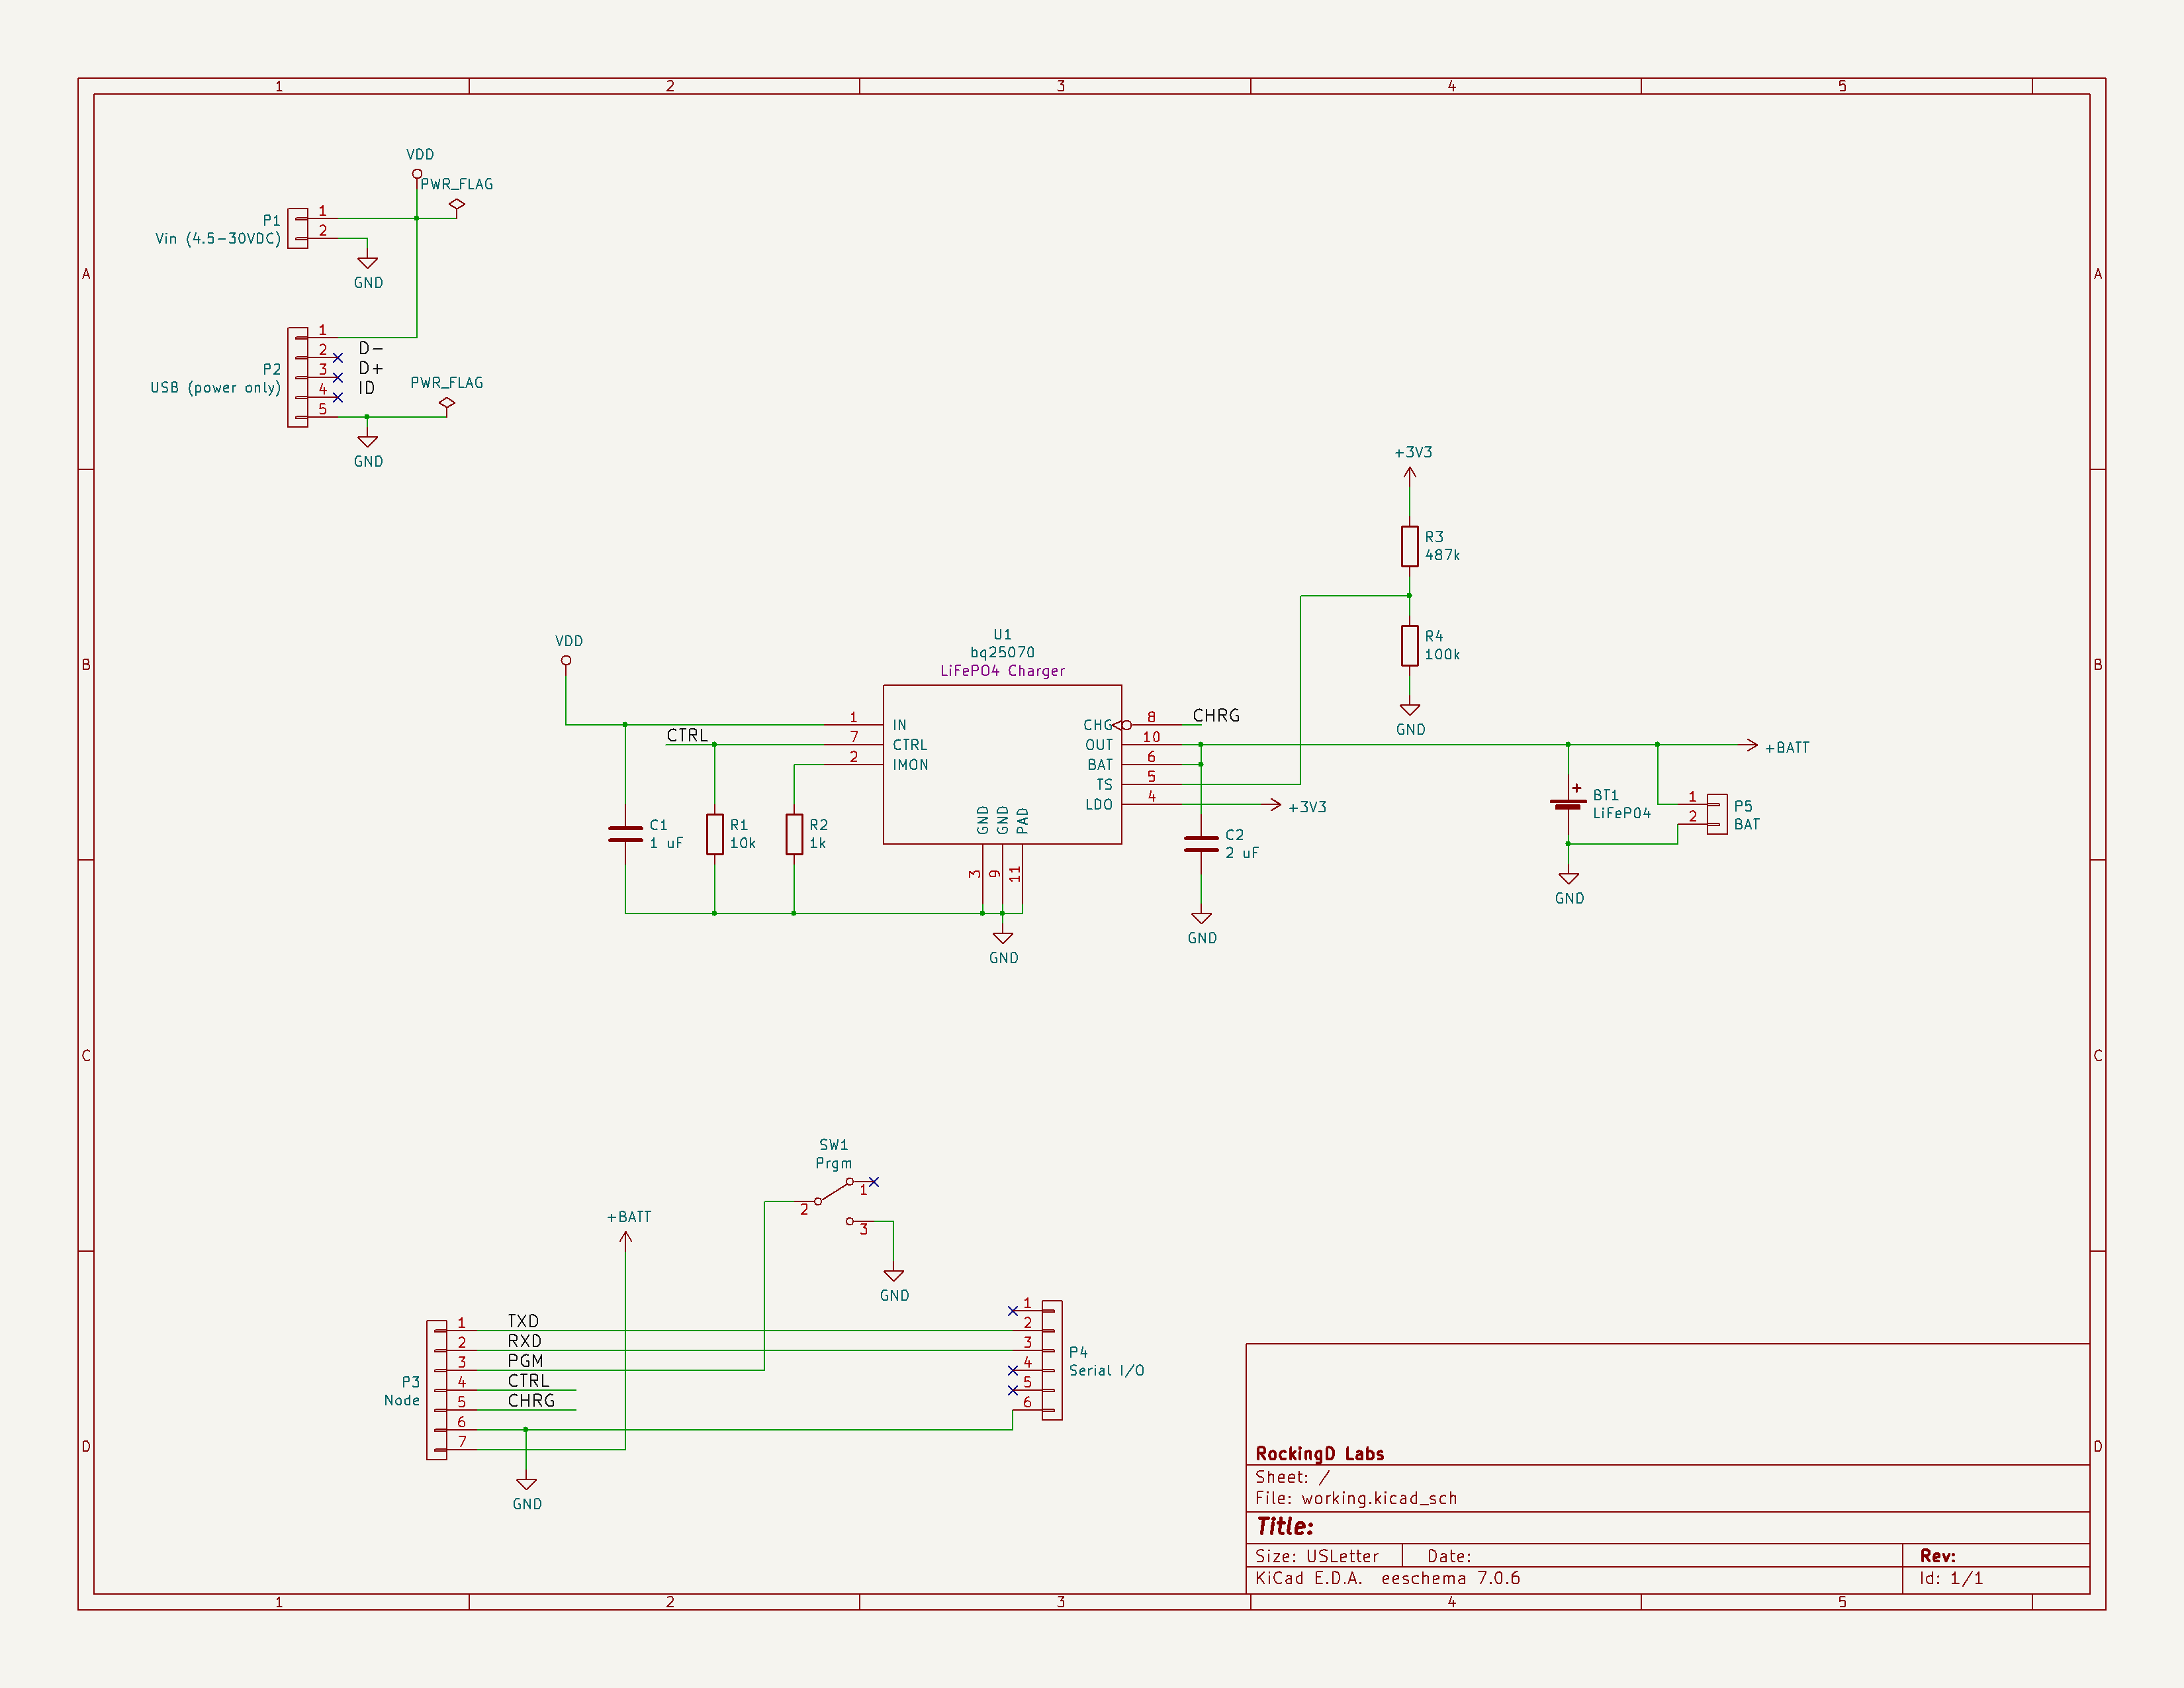 1 2 3 4 5
A
B
C
D
A
B
C
D
VDD
PWR_FLAG
P1
Vin (4.5-30VDC)
1
2
GND
P2
USB (power only)
1
2
3
4
5
D-
D+
ID
PWR_FLAG
GND
+3V3
R3
487k
R4
100k
GND
VDD
U1
bq25070
LiFePO4 Charger
CTRL
1
7
2
IN
CTRL
IMON
CHG
OUT
BAT
TS
LDO
8
10
6
5
4
CHRG
GND
GND
PAD
3
9
11
+3V3
+BATT
C1
1 uF
R1
10k
R2
1k
C2
2 uF
BT1
LiFePO4
1
2
P5
BAT
GND
GND
GND
SW1
Prgm
1
2
3
GND
+BATT
P3
Node
1
2
3
4
5
6
7
TXD
RXD
PGM
CTRL
CHRG
GND
1
2
3
4
5
6
P4
Serial I/O
RockingD Labs
Sheet: /
File: working.kicad_sch
Title:
Size: USLetter Date: Rev:
KiCad E.D.A. eeschema 7.0.6 Id: 1/1
1 2 3 4 5